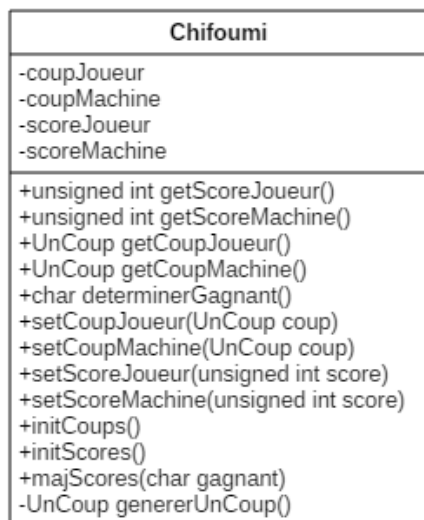 Chifoumi
-coupJoueur
-coupMachine
-scoreJoueur
-scoreMachine
+unsigned int getScoreJoueur()
+unsigned int getScoreMachine()
+UnCoup getCoupJoueur()
+UnCoup getCoupMachine()
+char determinerGagnant()
+setCoupJoueur(UnCoup coup)
+setCoupMachine(UnCoup coup)
+setScoreJoueur(unsigned int score)
+setScoreMachine(unsigned int score)
+initCoups()
+initScores()
+majScores(char gagnant)
-UnCoup genererUnCoup()